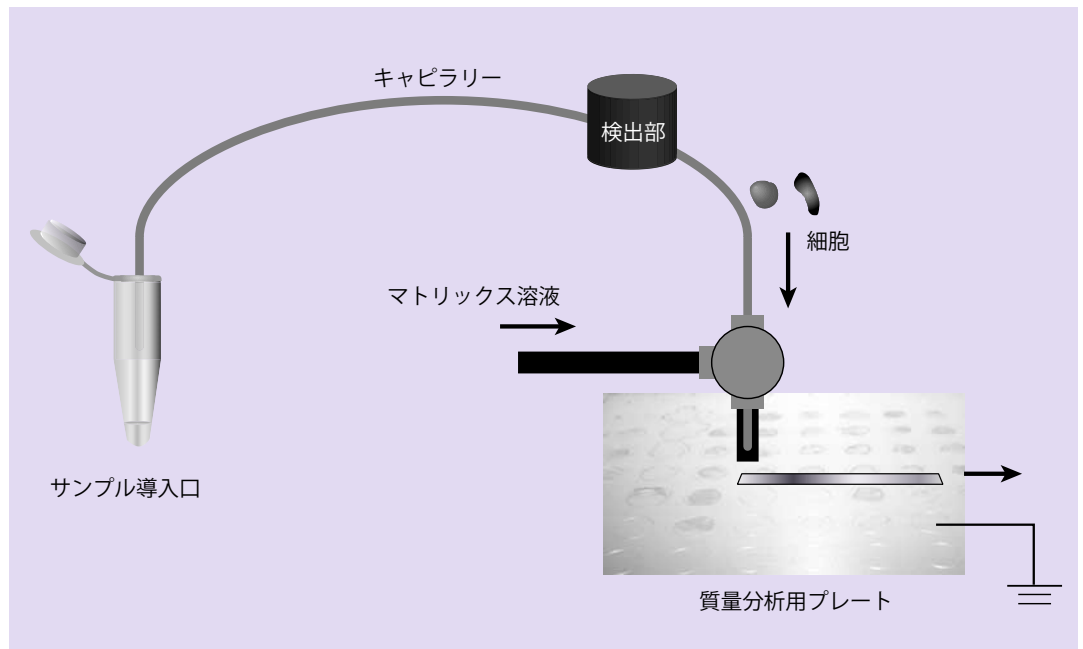 キャピラリー
検出部
細胞
マトリックス溶液
サンプル導入口
質量分析用プレート